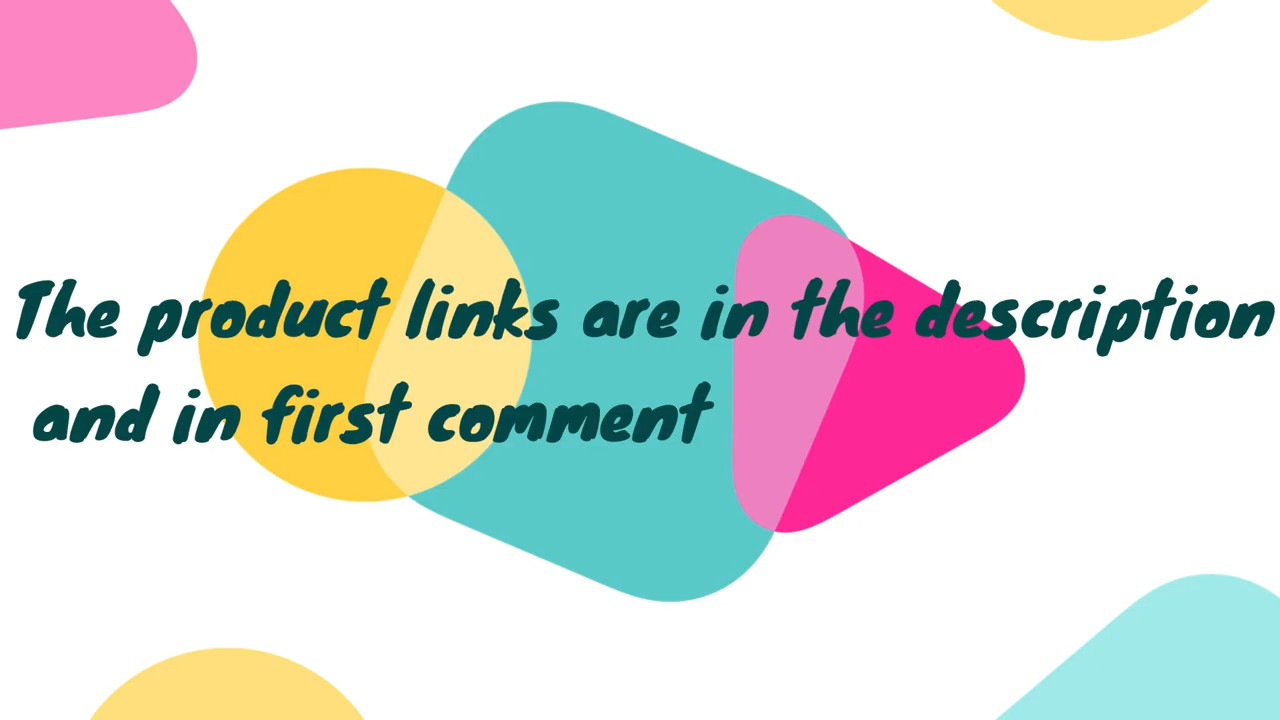 The product links are in the description
and in first comment